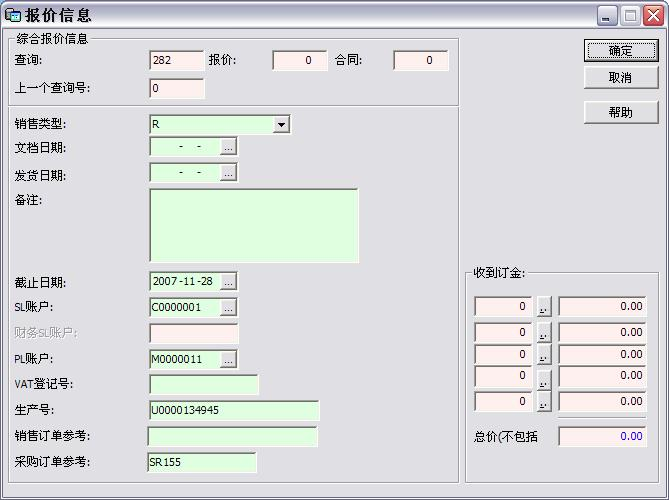 报价信息
综合报价信息
查询: 282 报价: 0 合同: 0
上一个查询号: 0
确定
取消
帮助
销售类型: R
文档日期: - - ...
发货日期: - - ...
备注:
截止日期: 2007-11-28 ...
SL账户: C0000001 ...
财务SL账户:
PL账户: M0000011 ...
VAT登记号:
生产号: U0000134945
销售订单参考:
采购订单参考: SR155
收到订金:
0 .. 0.00
0 .. 0.00
0 .. 0.00
0 .. 0.00
0 .. 0.00
总价(不包括 0.00